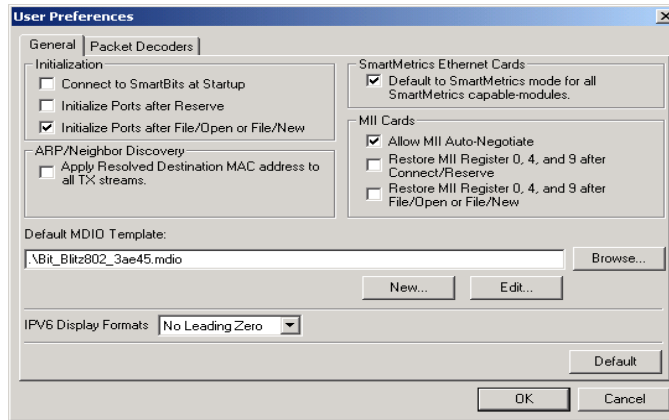 User Preferences
General
Packet Decoders
Initialization
Connect to SmartBits at Startup
Initialize Ports after Reserve
Initialize Ports after File/Open or File/New
ARP/Neighbor Discovery
Apply Resolved Destination MAC address to
all TX streams.
SmartMetrics Ethernet Cards
Default to SmartMetrics mode for all
SmartMetrics capable-modules.
MII Cards
Allow MII Auto-Negotiate
Restore MII Register 0, 4, and 9 after
Connect/Reserve
Restore MII Register 0, 4, and 9 after
File/Open or File/New
Default MDIO Template:
.\Bit_Blitz802_3ae45.mdio
Browse...
New...
Edit...
IPV6 Display Formats
No Leading Zero
Default
OK
Cancel